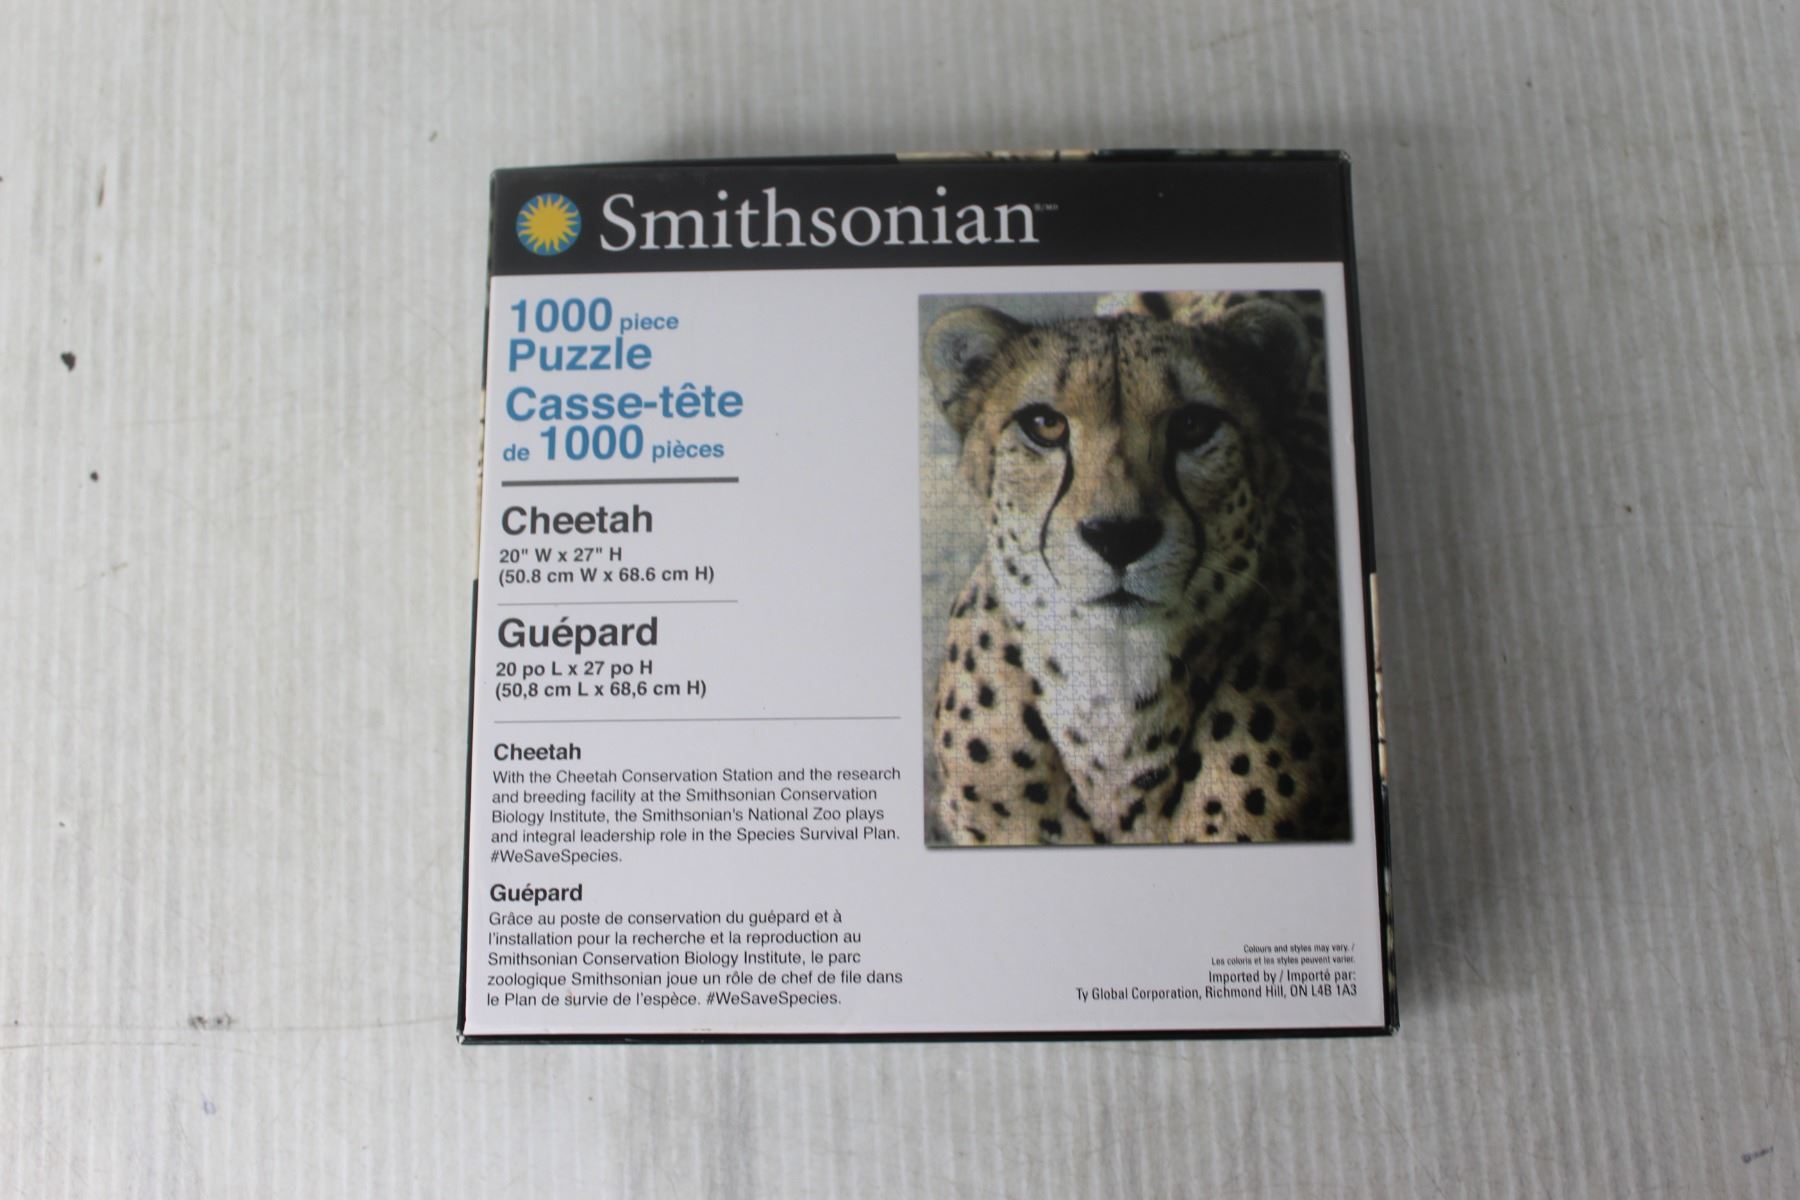 Smithsonian
1000 piece
Puzzle
Casse-tête
de 1000 pièces
Cheetah
20" W x 27" H
(50.8 cm W x 68.6 cm H)
Guépard
20 po L x 27 po H
(50,8 cm L x 68,6 cm H)
Cheetah
With the Cheetah Conservation Station and the research
and breeding facility at the Smithsonian Conservation
Biology Institute, the Smithsonian's National Zoo plays
and integral leadership role in the Species Survival Plan.
#WeSaveSpecies.
Guépard
Grâce au poste de conservation du guépard et à
l'installation pour la recherche et la reproduction au
Smithsonian Conservation Biology Institute, le parc
zoologique Smithsonian joue un rôle de chef de file dans
le Plan de survie de l'espèce. #WeSaveSpecies.
Colours and styles may vary. /
Les coloris et les styles peuvent varier.
Imported by / Importé par:
Ty Global Corporation, Richmond Hill, ON L4B 1A3